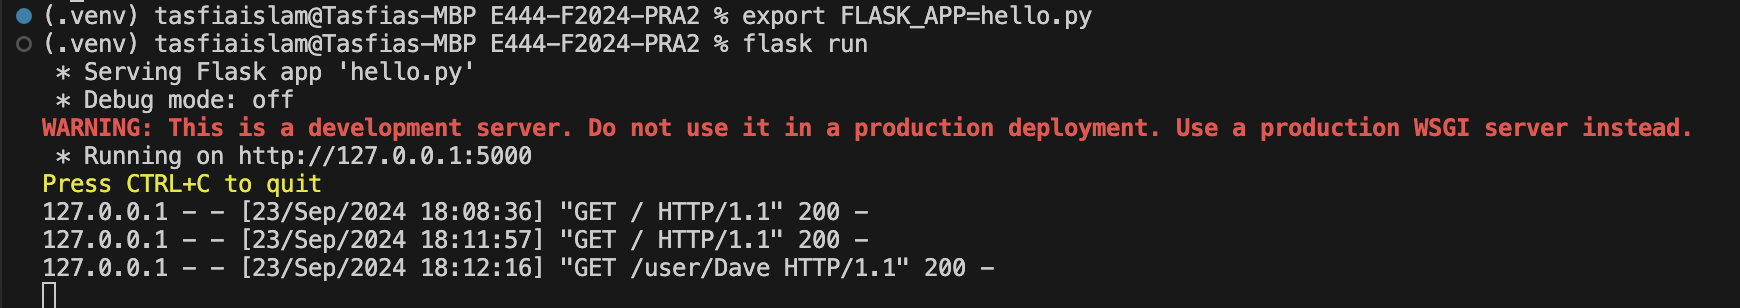 (.venv) tasfiaislam@Tasfias-MBP E444-F2024-PRA2 % export FLASK_APP=hello.py
(.venv) tasfiaislam@Tasfias-MBP E444-F2024-PRA2 % flask run
 * Serving Flask app 'hello.py'
 * Debug mode: off
WARNING: This is a development server. Do not use it in a production deployment. Use a production WSGI server instead.
 * Running on http://127.0.0.1:5000
Press CTRL+C to quit
127.0.0.1 - - [23/Sep/2024 18:08:36] "GET / HTTP/1.1" 200 -
127.0.0.1 - - [23/Sep/2024 18:11:57] "GET / HTTP/1.1" 200 -
127.0.0.1 - - [23/Sep/2024 18:12:16] "GET /user/Dave HTTP/1.1" 200 -